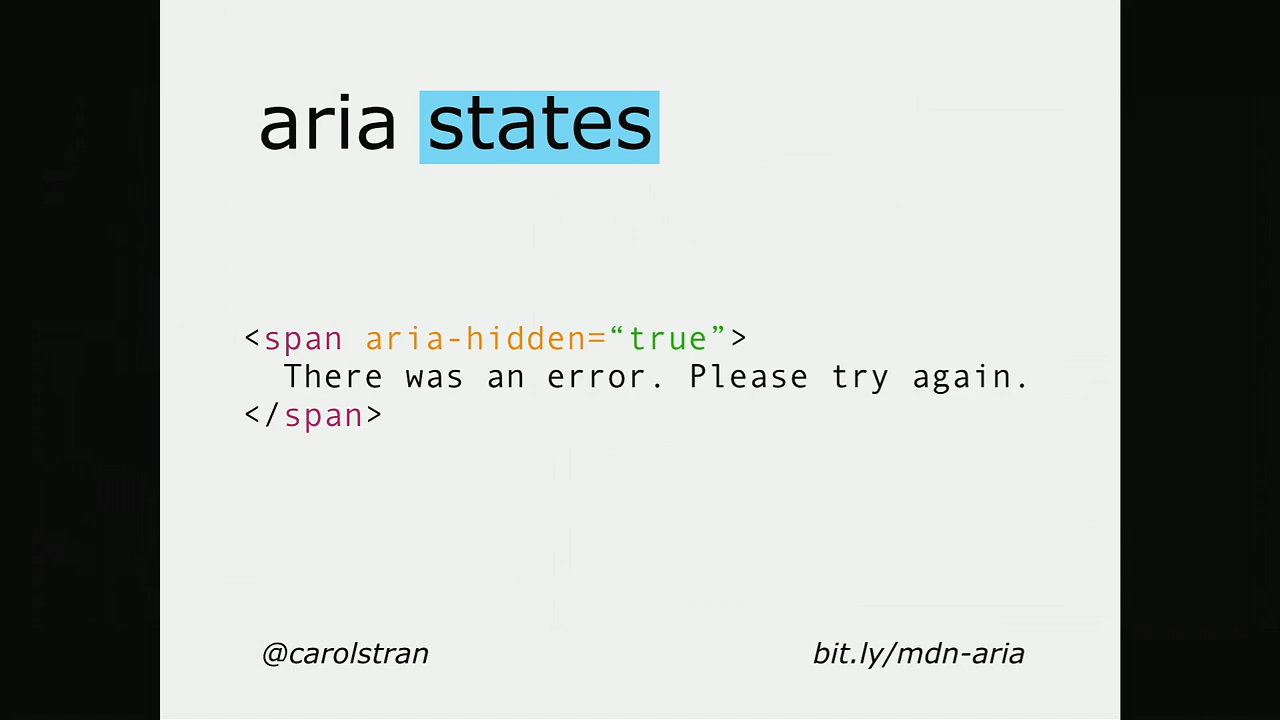 aria states
<span aria-hidden=“true”>
There was an error. Please try again.
</span>
@carolstran
bit.ly/mdn-aria